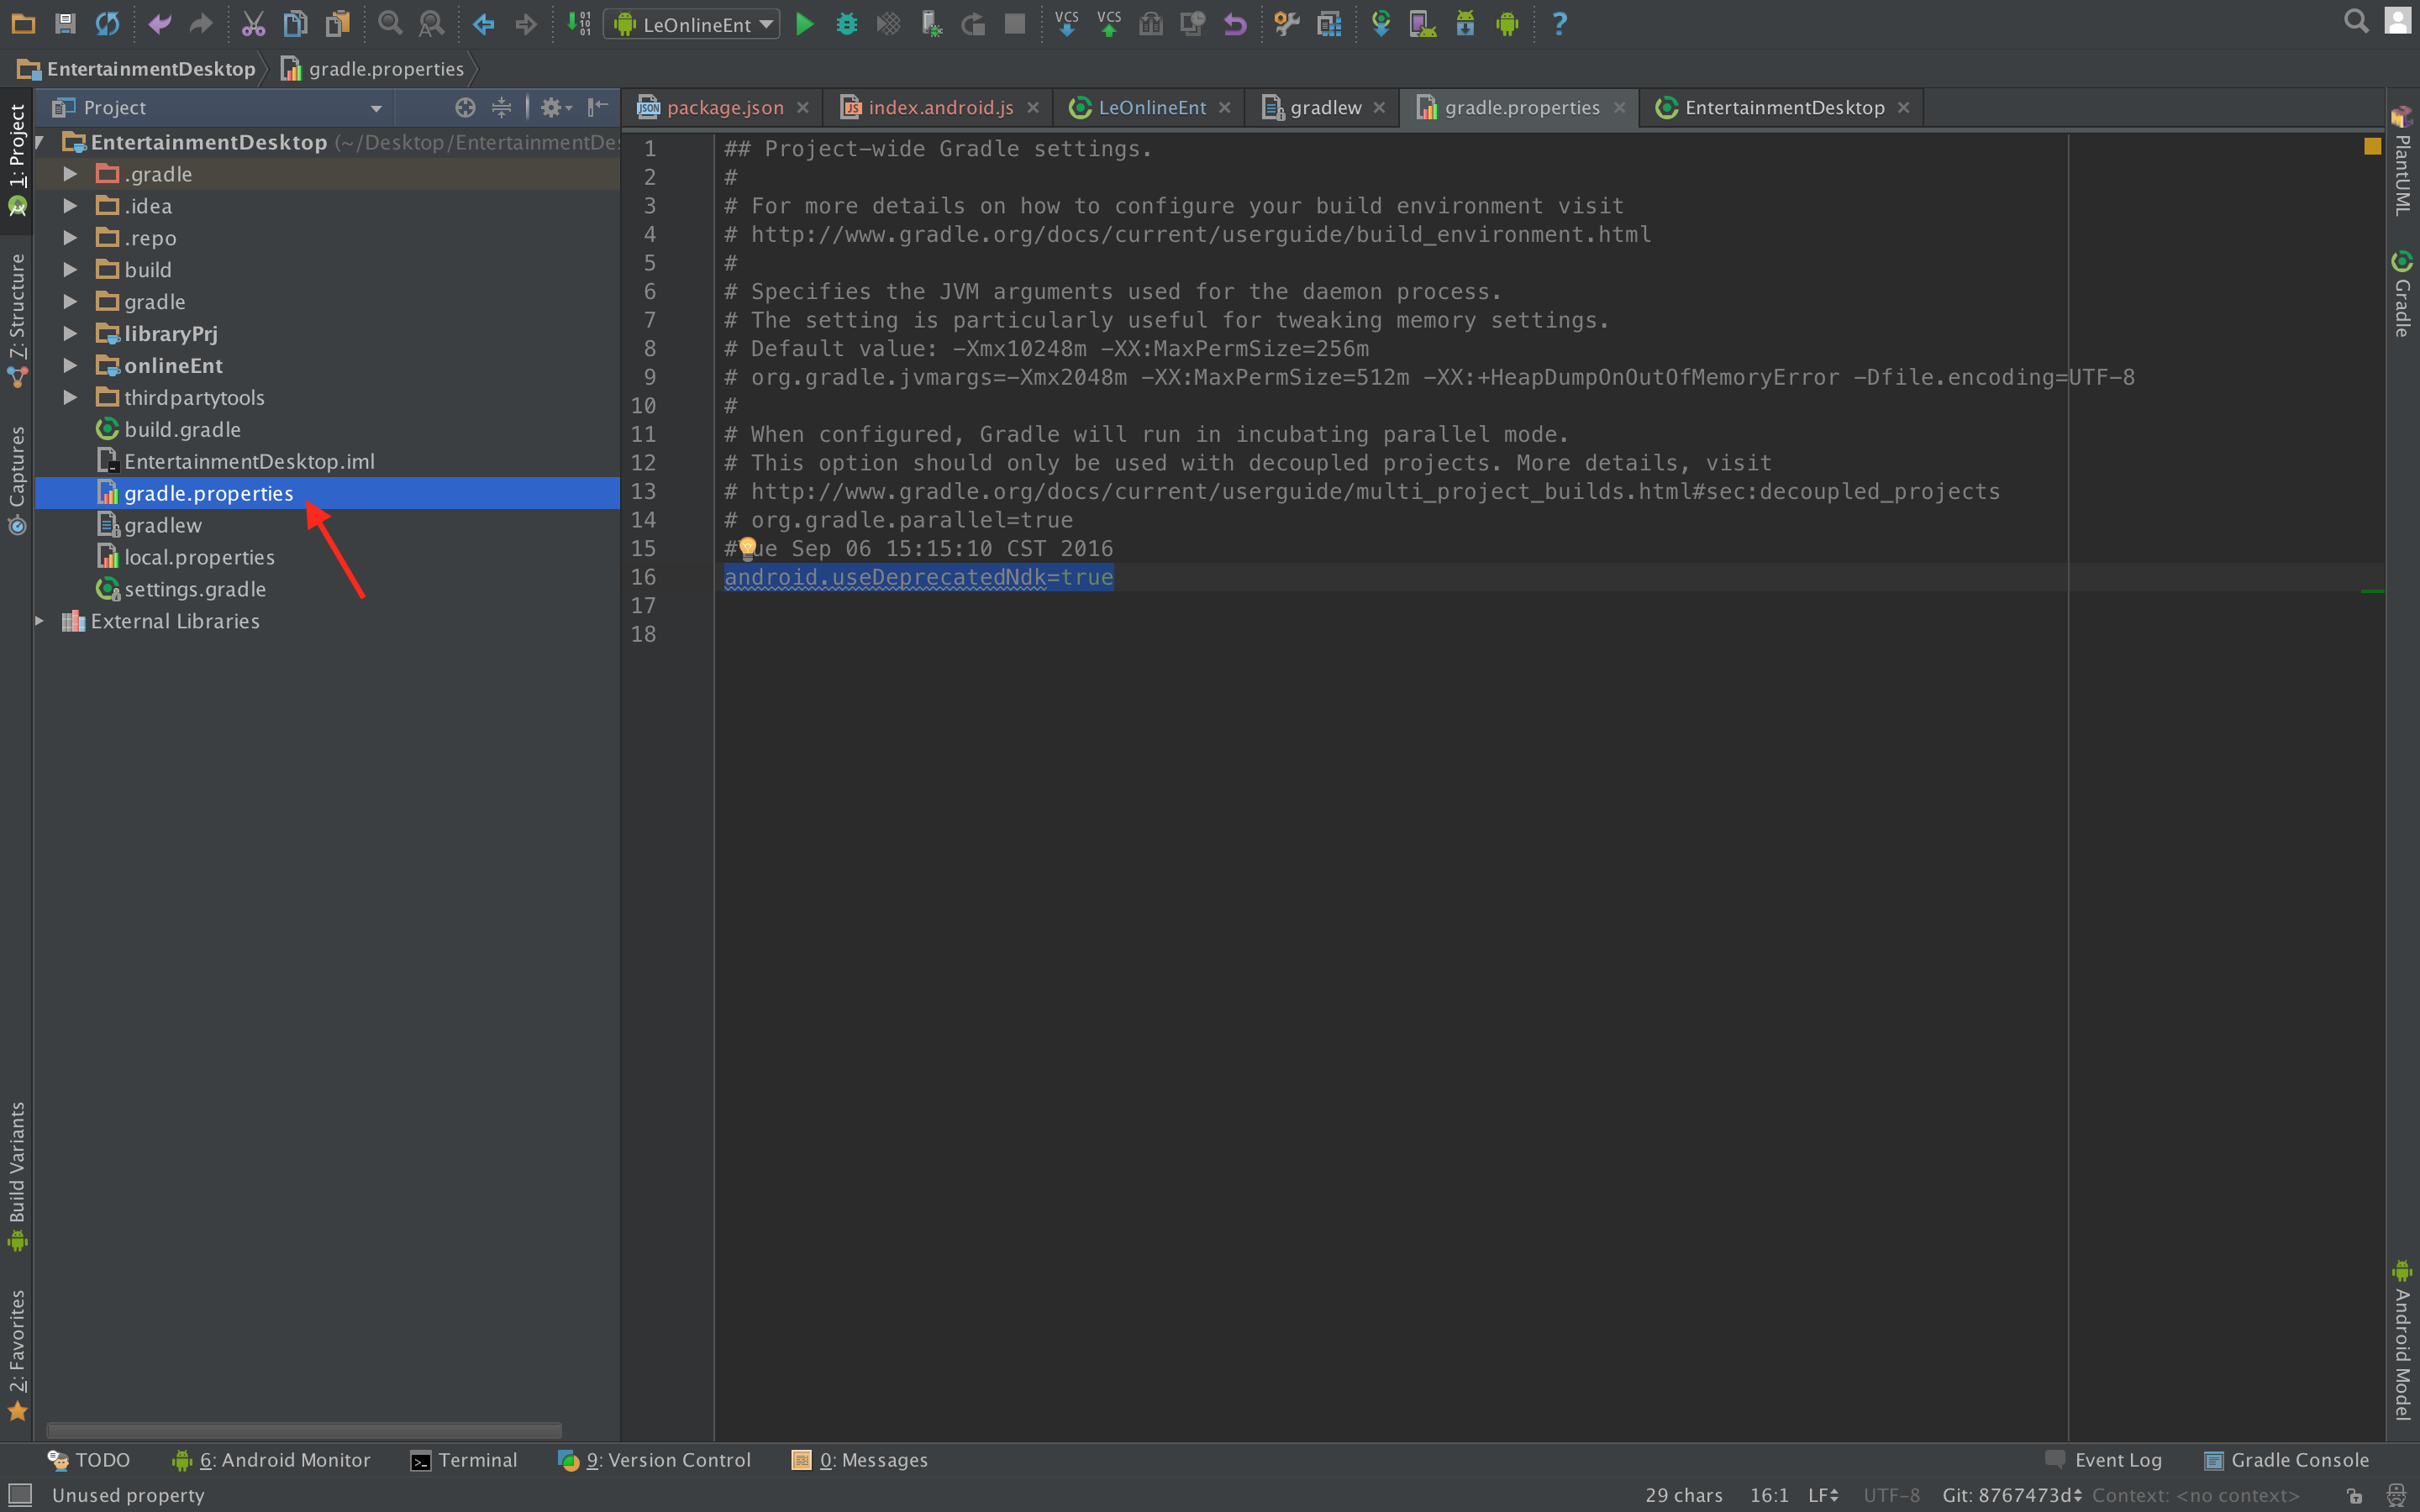 VCS
VCS
LeOnlineEnt
EntertainmentDesktop
gradle.properties
Project
package.json
index.android.js
LeOnlineEnt
gradlew
gradle.properties
EntertainmentDesktop
1: Project
7: Structure
Captures
Build Variants
2: Favorites
EntertainmentDesktop (~/Desktop/EntertainmentDes
.gradle
.idea
.repo
build
gradle
libraryPrj
onlineEnt
thirdpartytools
build.gradle
EntertainmentDesktop.iml
gradle.properties
gradlew
local.properties
settings.gradle
External Libraries
1 ## Project-wide Gradle settings.
2 #
3 # For more details on how to configure your build environment visit
4 # http://www.gradle.org/docs/current/userguide/build_environment.html
5 #
6 # Specifies the JVM arguments used for the daemon process.
7 # The setting is particularly useful for tweaking memory settings.
8 # Default value: -Xmx10248m -XX:MaxPermSize=256m
9 # org.gradle.jvmargs=-Xmx2048m -XX:MaxPermSize=512m -XX:+HeapDumpOnOutOfMemoryError -Dfile.encoding=UTF-8
10 #
11 # When configured, Gradle will run in incubating parallel mode.
12 # This option should only be used with decoupled projects. More details, visit
13 # http://www.gradle.org/docs/current/userguide/multi_project_builds.html#sec:decoupled_projects
14 # org.gradle.parallel=true
15 #Tue Sep 06 15:15:10 CST 2016
16 android.useDeprecatedNdk=true
17
18
PlantUML
Gradle
Android Model
TODO
6: Android Monitor
Terminal
9: Version Control
0: Messages
Event Log
Gradle Console
Unused property
29 chars
16:1
LF
UTF-8
Git: 8767473d
Context: <no context>